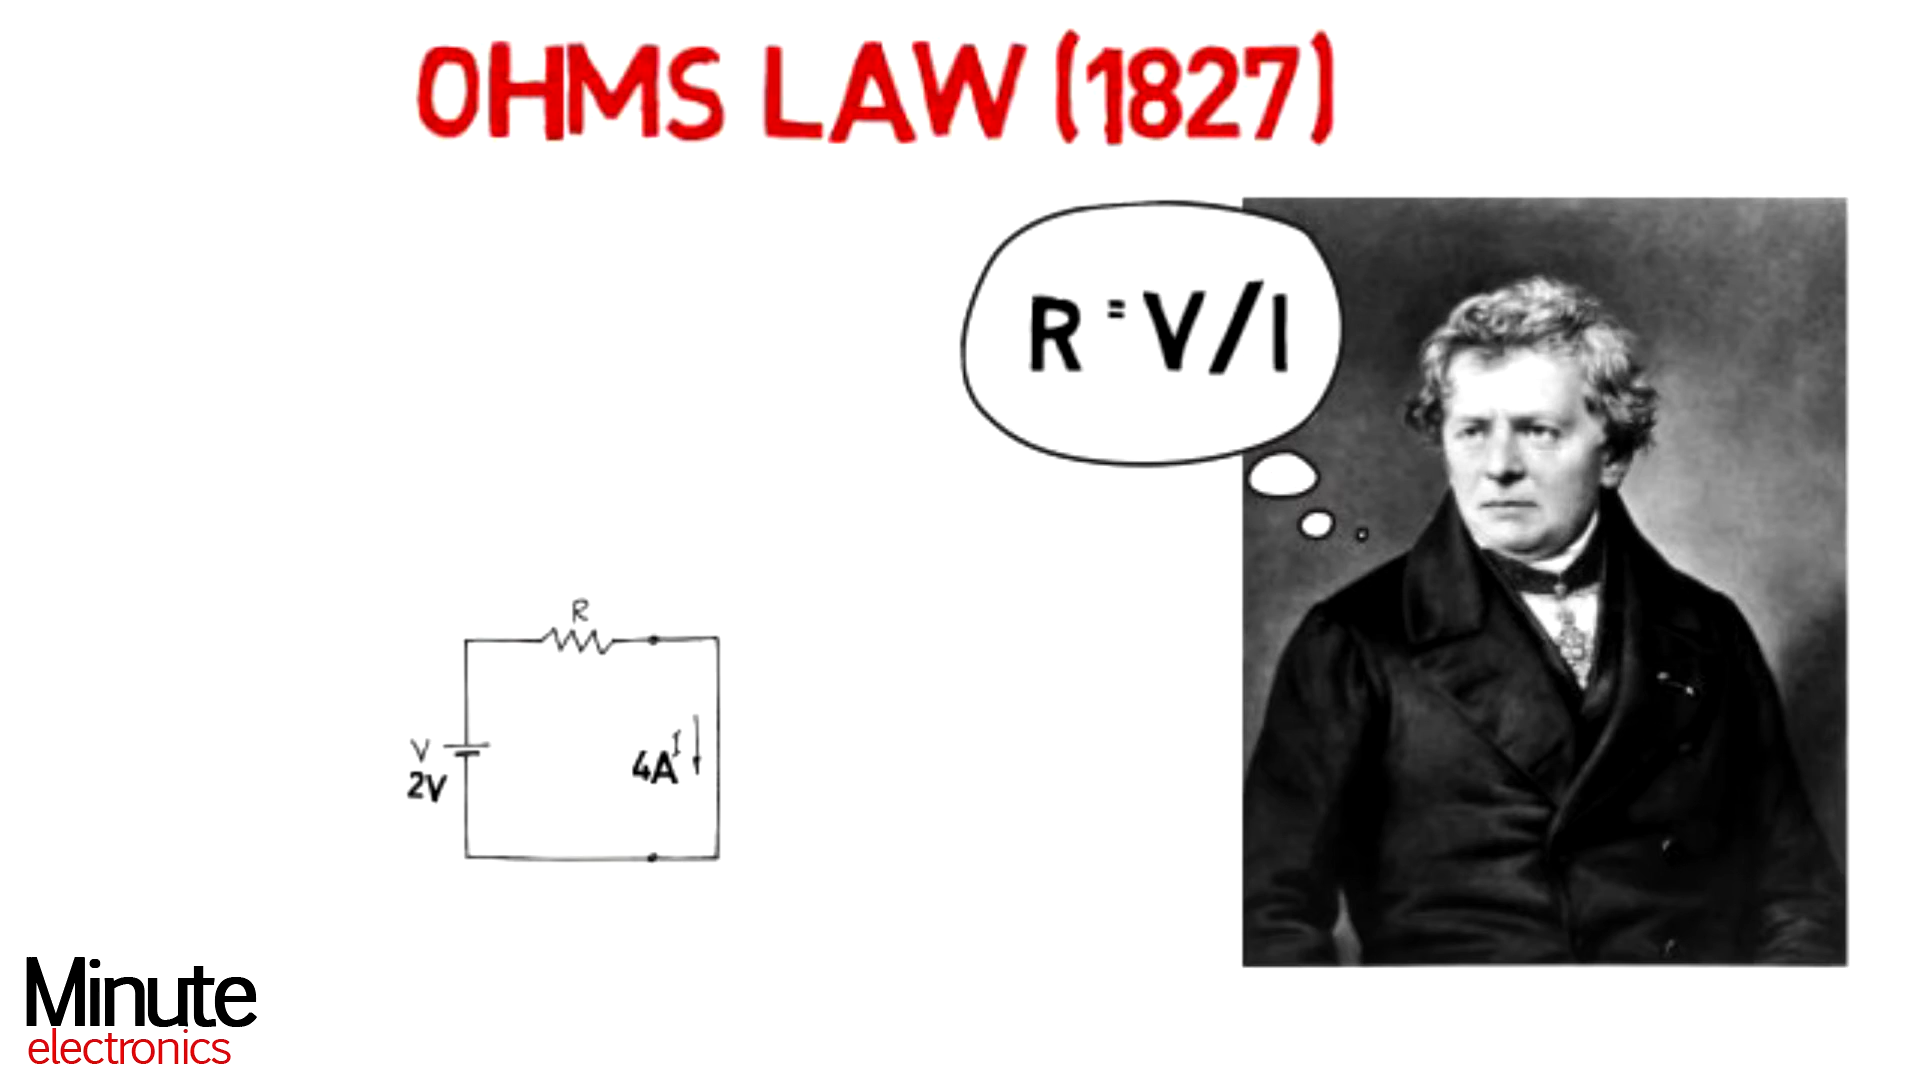 OHMS LAW (1827)
R = V/I
R
V
2V
I
4A
Minute
electronics